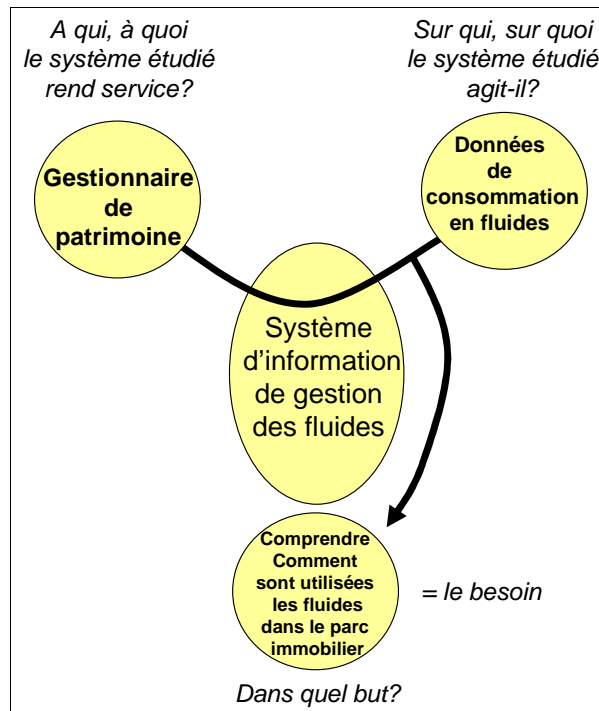 A qui, à quoi
le système étudié
rend service?
Sur qui, sur quoi
le système étudié
agit-il?
Gestionnaire
de
patrimoine
Données
de
consommation
en fluides
Système
d'information
de gestion
des fluides
Comprendre
Comment
sont utilisées
les fluides
dans le parc
immobilier
= le besoin
Dans quel but?